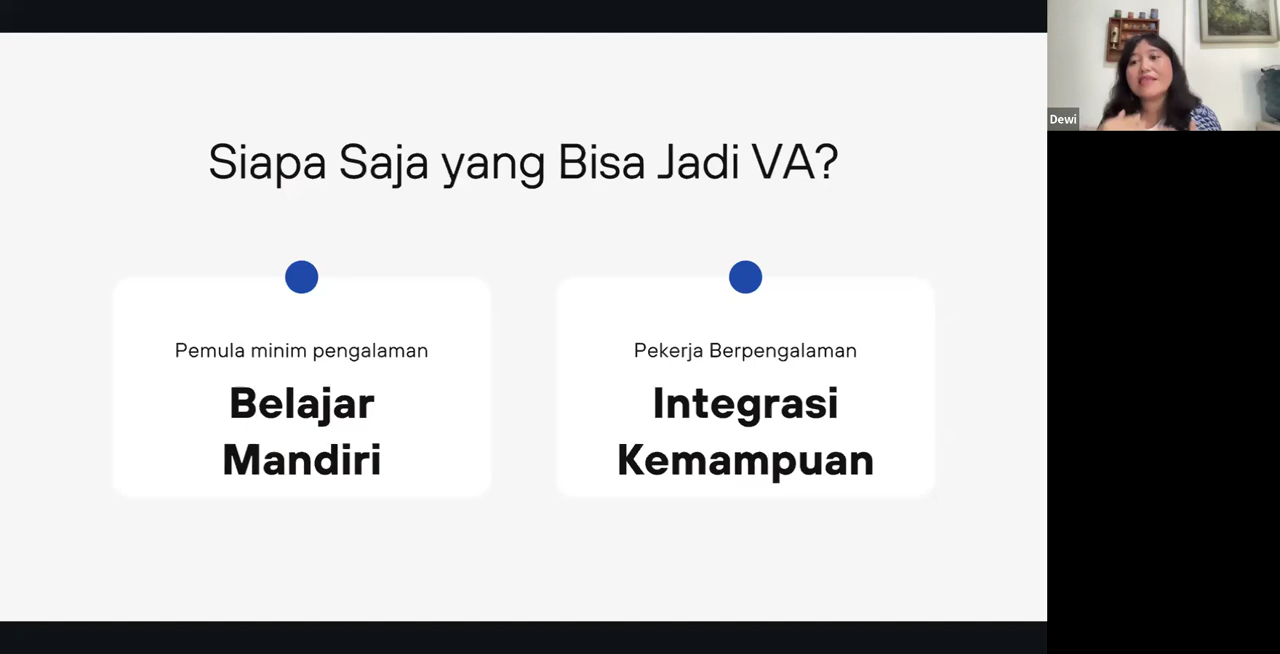 Siapa Saja yang Bisa Jadi VA?
Pemula minim pengalaman
Belajar
Mandiri
Pekerja Berpengalaman
Integrasi
Kemampuan
Dewi